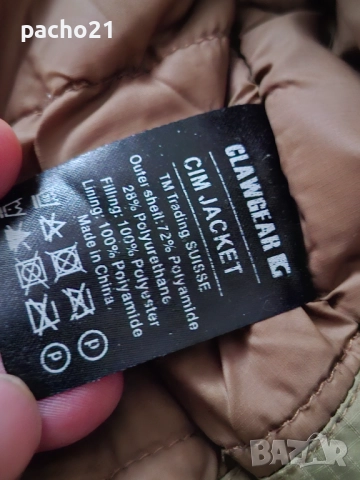 pacho21
CLAWGEAR
CIM JACKET
TM Trading SUISSE
Outer shell: 72% Polyamide
28% Polyurethane
Filling: 100% Polyester
Lining: 100% Polyamide
Made in China
P P
BAZAR
bg